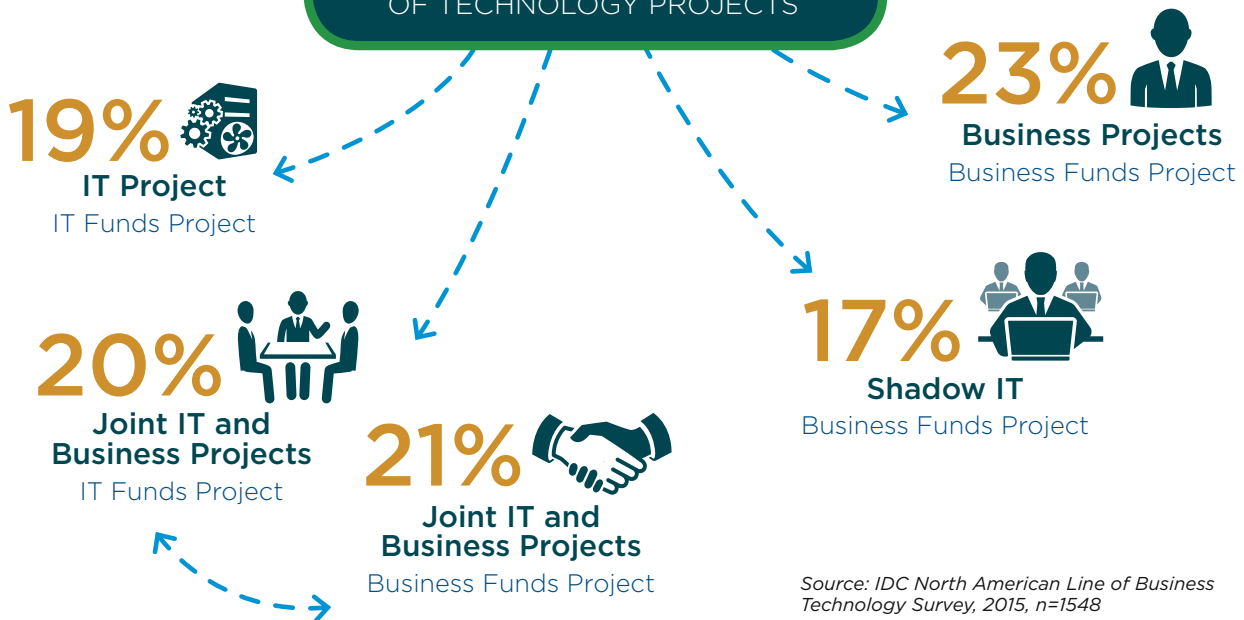 OF TECHNOLOGY PROJECTS
19%
IT Project
IT Funds Project
23%
Business Projects
Business Funds Project
20%
Joint IT and
Business Projects
IT Funds Project
21%
Joint IT and
Business Projects
Business Funds Project
17%
Shadow IT
Business Funds Project
Source: IDC North American Line of Business
Technology Survey, 2015, n=1548